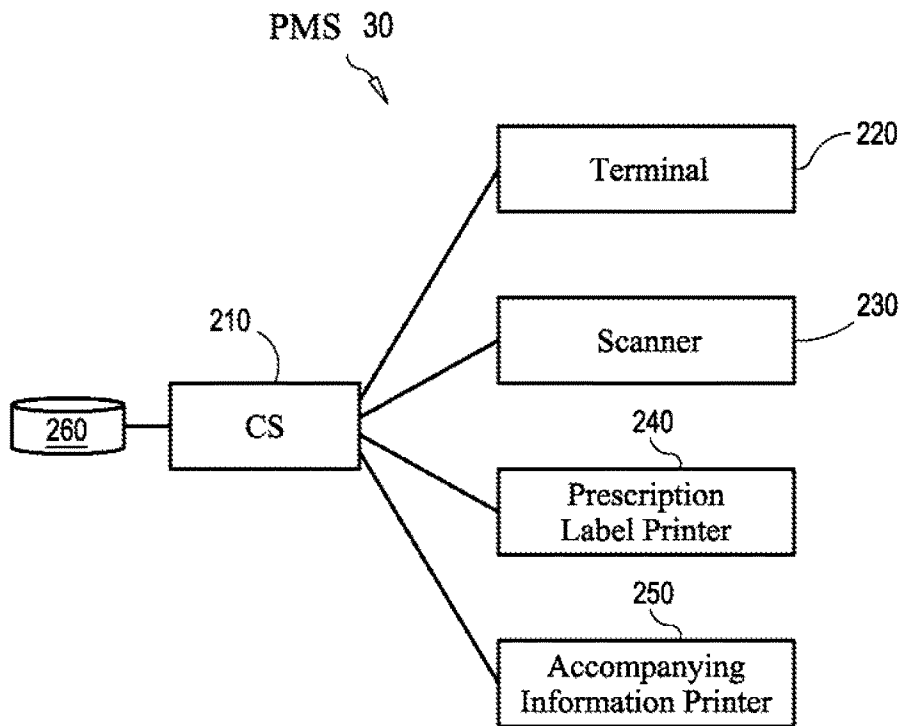 PMS 30
220
Terminal
230
Scanner
210
CS
260
240
Prescription
Label Printer
250
Accompanying
Information Printer